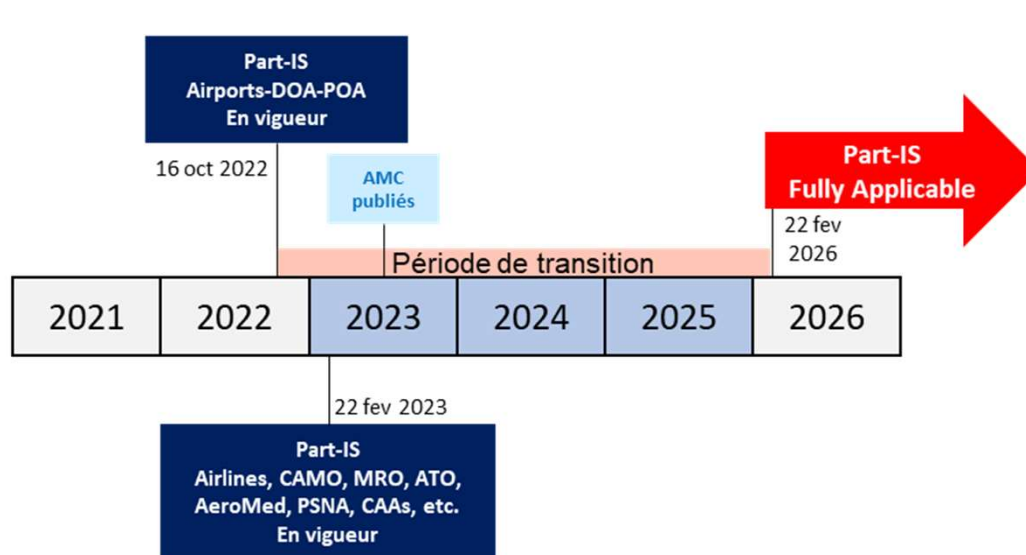 Part-IS
Airports-DOA-POA
En vigueur
16 oct 2022
AMC
publiés
Part-IS
Fully Applicable
22 fev
2026
Période de transition
2021
2022
2023
2024
2025
2026
22 fev 2023
Part-IS
Airlines, CAMO, MRO, ATO,
AeroMed, PSNA, CAAs, etc.
En vigueur